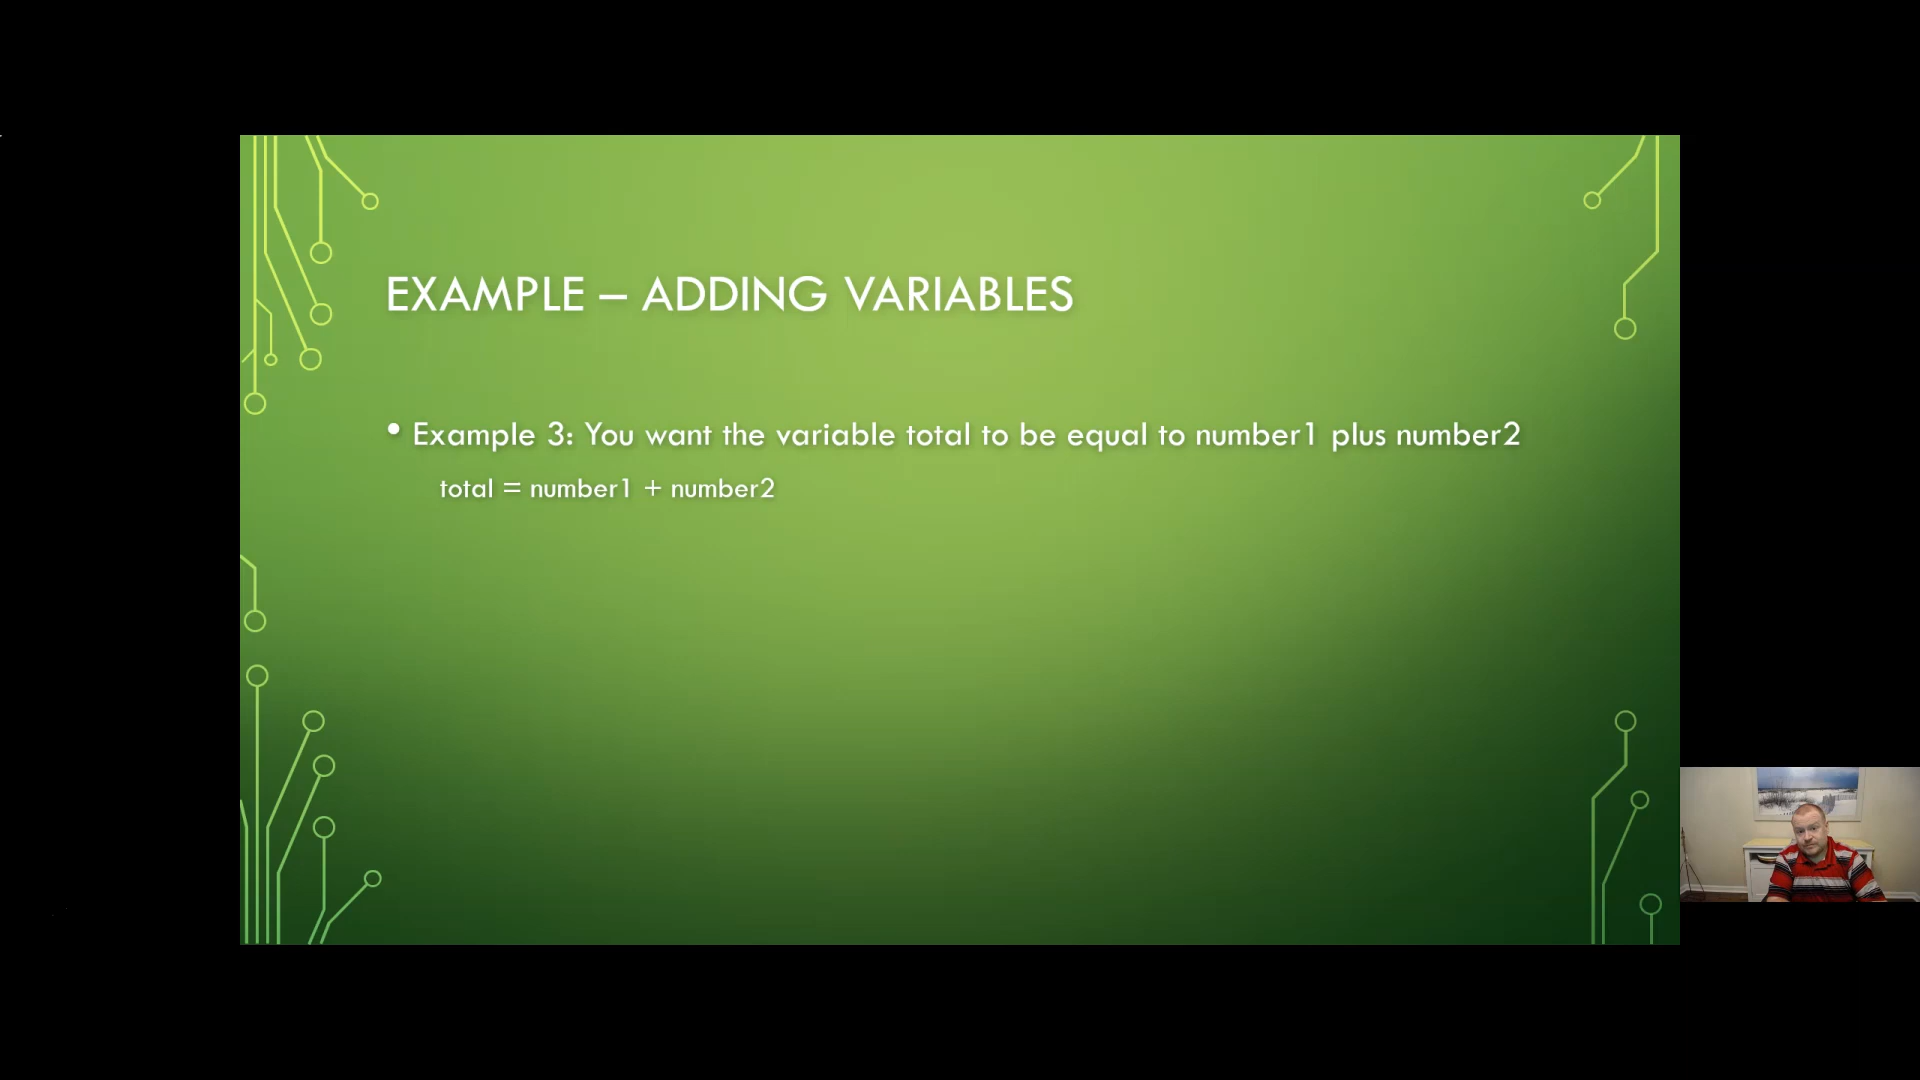 EXAMPLE – ADDING VARIABLES
• Example 3: You want the variable total to be equal to number1 plus number2
total = number1 + number2